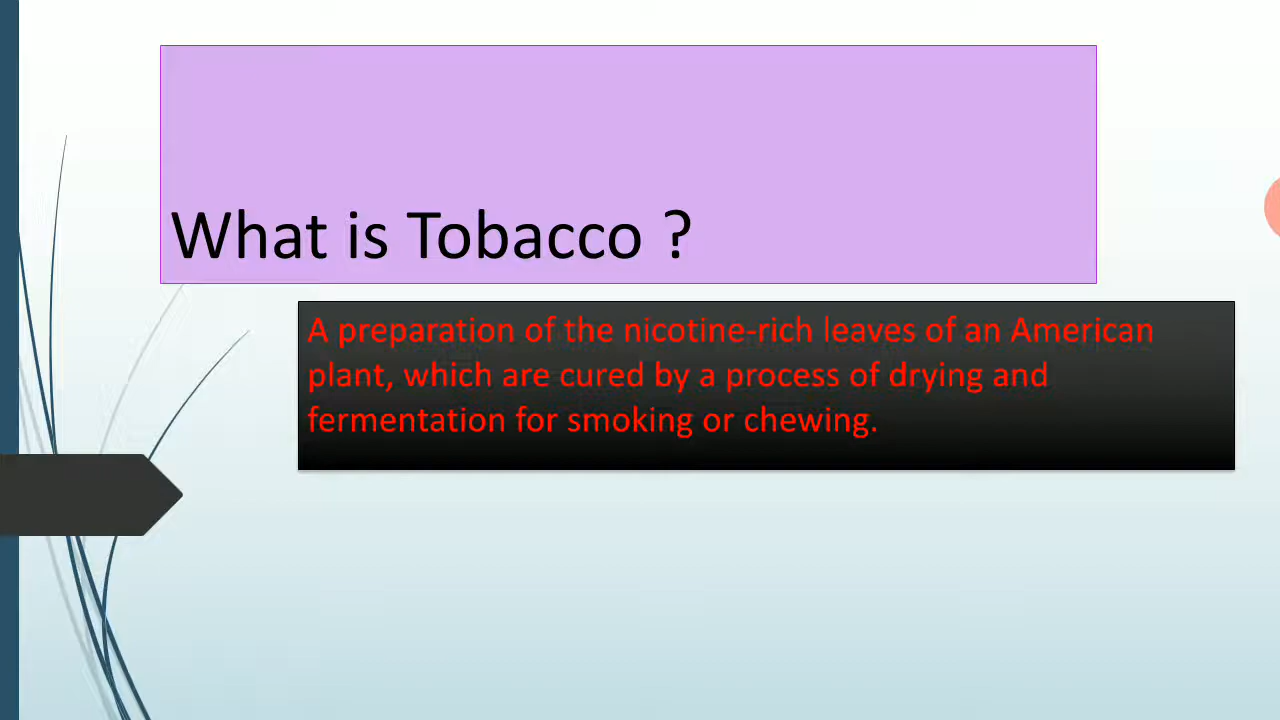 What is Tobacco ?
A preparation of the nicotine-rich leaves of an American
plant, which are cured by a process of drying and
fermentation for smoking or chewing.